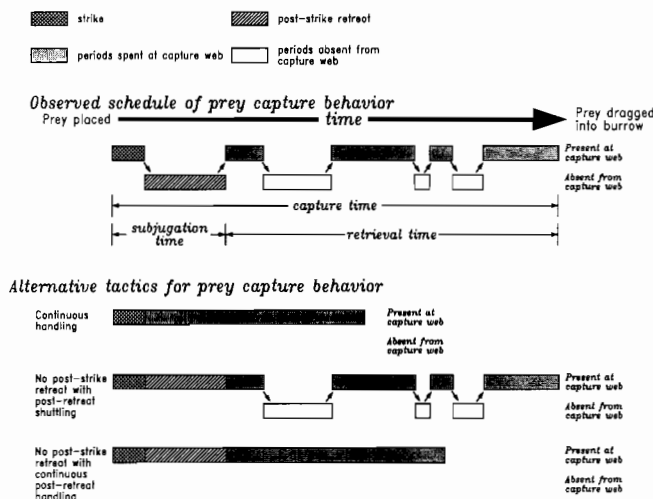 strike
post-strike retreat
periods spent at capture web
periods absent from
capture web
Observed schedule of prey capture behavior
Prey placed
time
Prey dragged
into burrow
Present at
capture web
Absent from
capture web
capture time
subjugation
time
retrieval time
Alternative tactics for prey capture behavior
Continuous
handling
Present at
capture web
Absent from
capture web
No post-strike
retreat with
post-retreat
shuttling
Present at
capture web
Absent from
capture web
No post-strike
retreat with
continuous
post-retreat
handling
Present at
capture web
Absent from
capture web